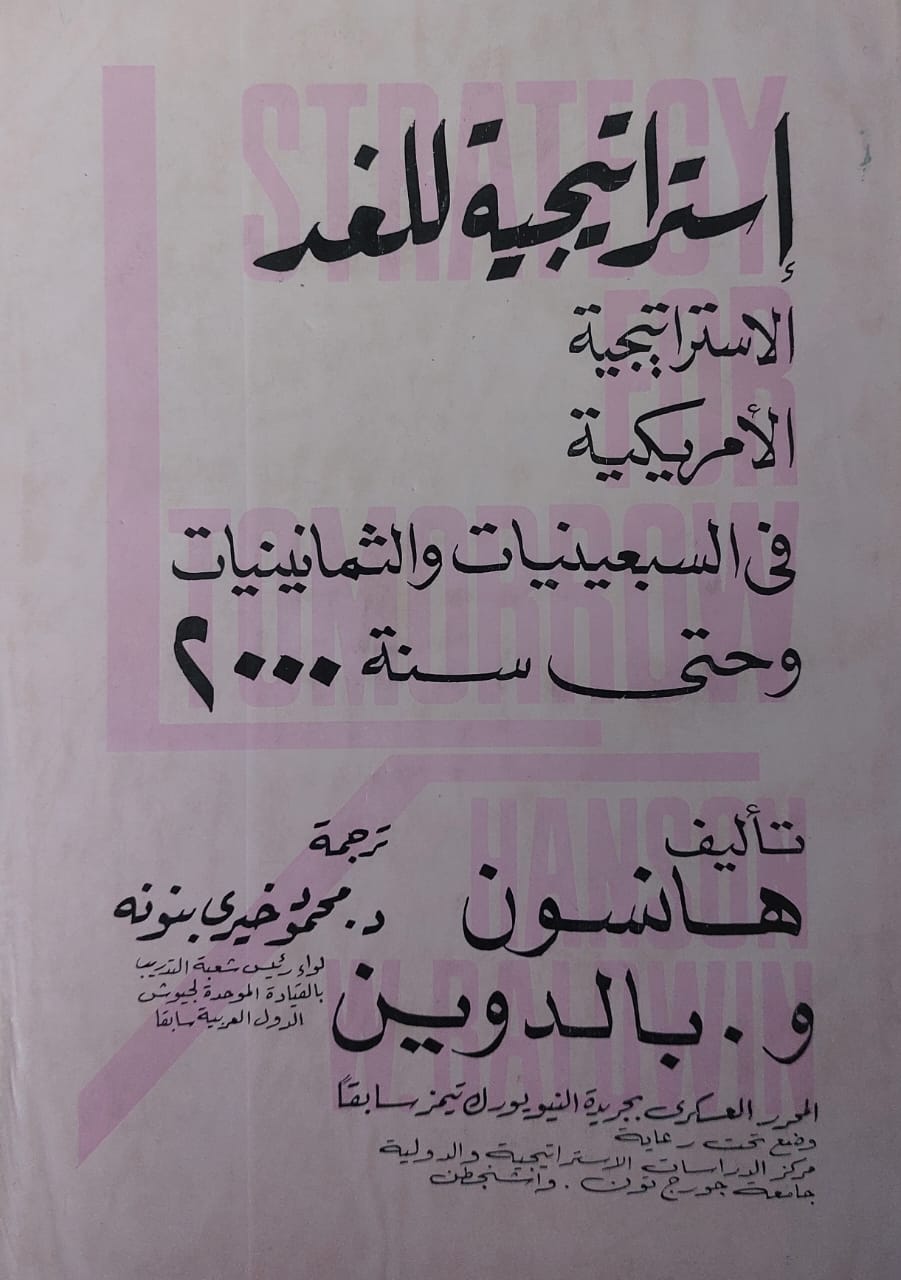 STRATEGY
FOR
TOMORROW
إستراتيجية للغد
الاستراتيجية
الأمريكية
فى السبعينيات والثمانينيات
وحتى سنة ٢٠٠٠
HANSON
W. BALDWIN
تأليف
هانسون
و. بالدوين
المحرر العسكرى بجريدة النيويورك تيمز سابقاً
وضع تحت رعاية
مركز الدراسات الاستراتيجية والدولية
جامعة جورج تون. واشنجطن
ترجمة
د. محمود خيرى بنونه
لواء رئيس شعبة التدريب
بالقيادة الموحدة لجيوش
الدول العربية سابقا